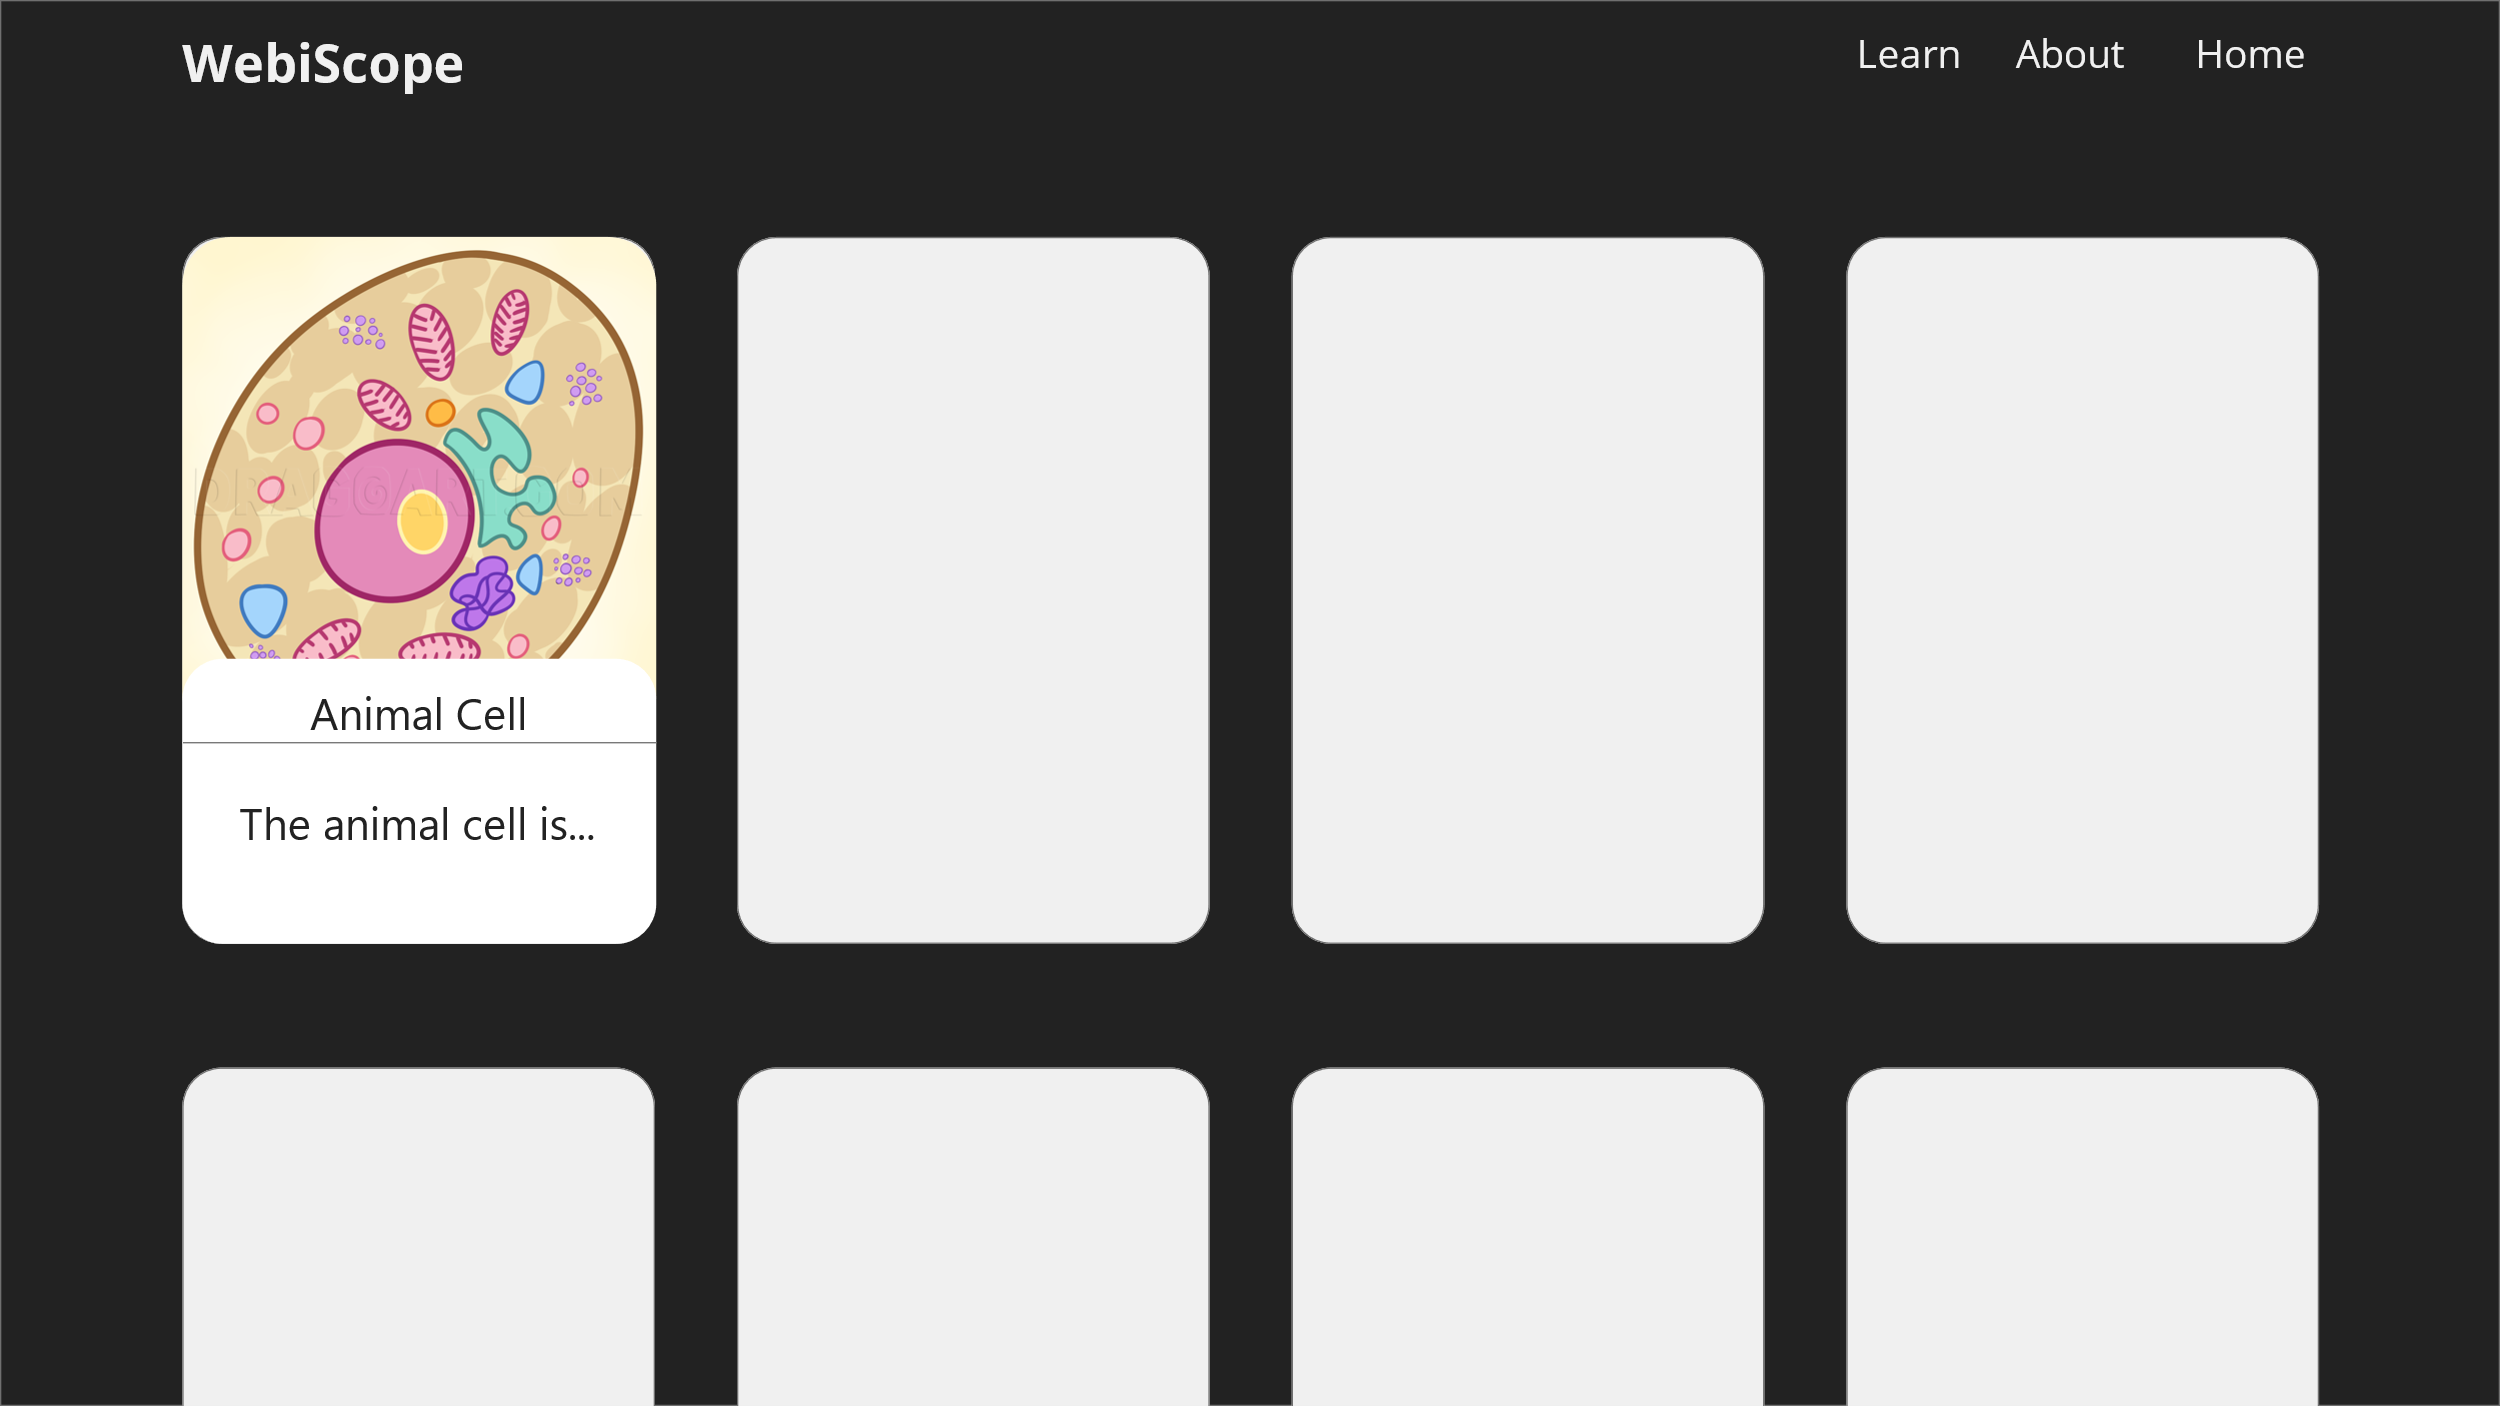 WebiScope
Learn About Home
Animal Cell
The animal cell is...